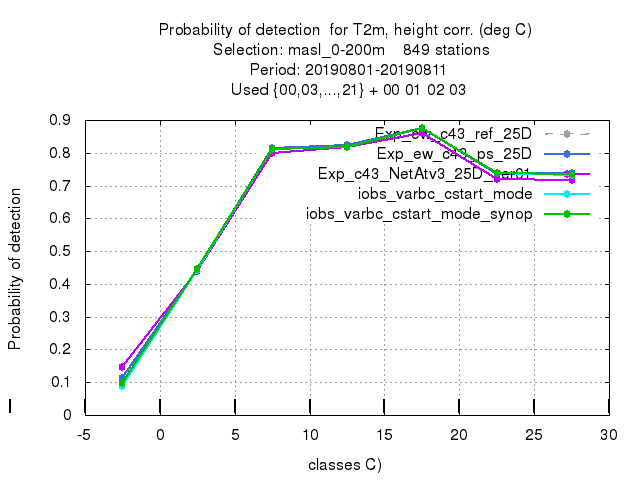 Probability of detection for T2m, height corr. (deg C)
Selection: masl_0-200m 849 stations
Period: 20190801-20190811
Used {00,03,...,21} + 00 01 02 03
Probability of detection
0.9
0.8
0.7
0.6
0.5
0.4
0.3
0.2
0.1
0
-5
0
5
10
15
20
25
30
classes C)
Exp_ew_c43_ref_25D
Exp_ew_c43_ps_25D
iobs_varbc_cstart_mode
iobs_varbc_cstart_mode_synop